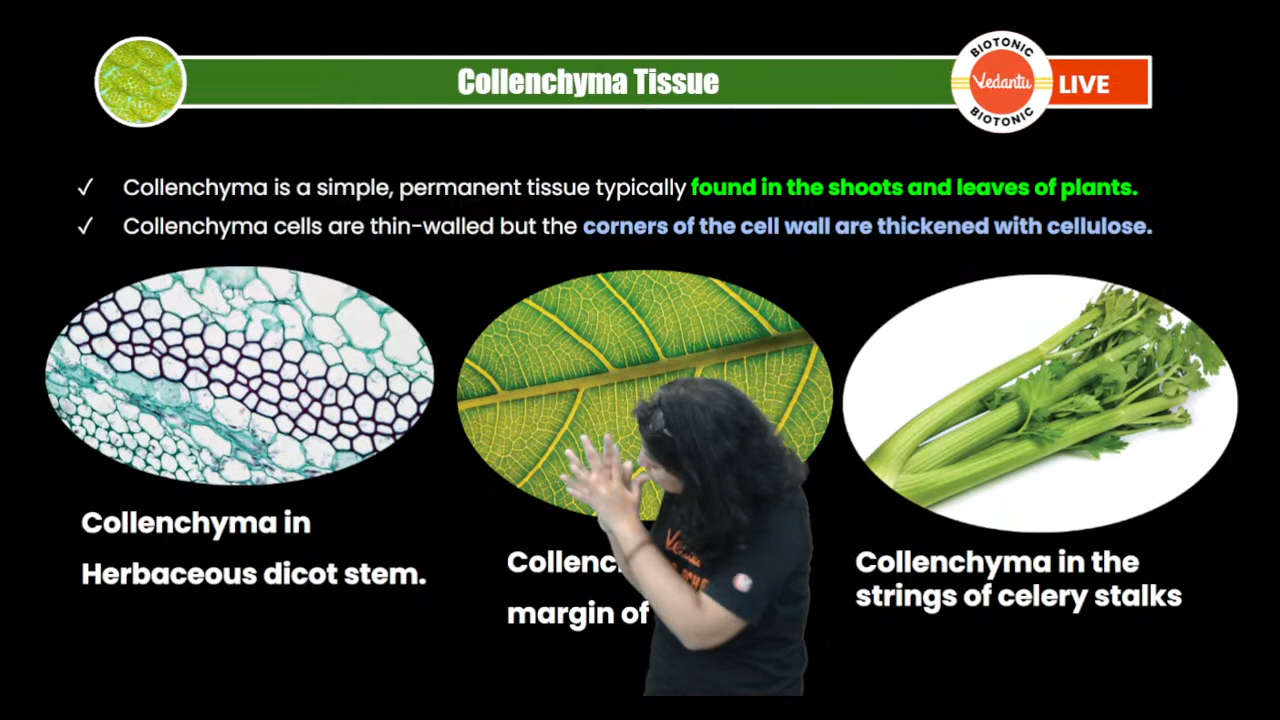 Collenchyma Tissue
BIOTONIC
Vedantu
BIOTONIC
LIVE
✓ Collenchyma is a simple, permanent tissue typically found in the shoots and leaves of plants.
✓ Collenchyma cells are thin-walled but the corners of the cell wall are thickened with cellulose.
Collenchyma in
Herbaceous dicot stem.
margin of
Collenchyma in the
strings of celery stalks